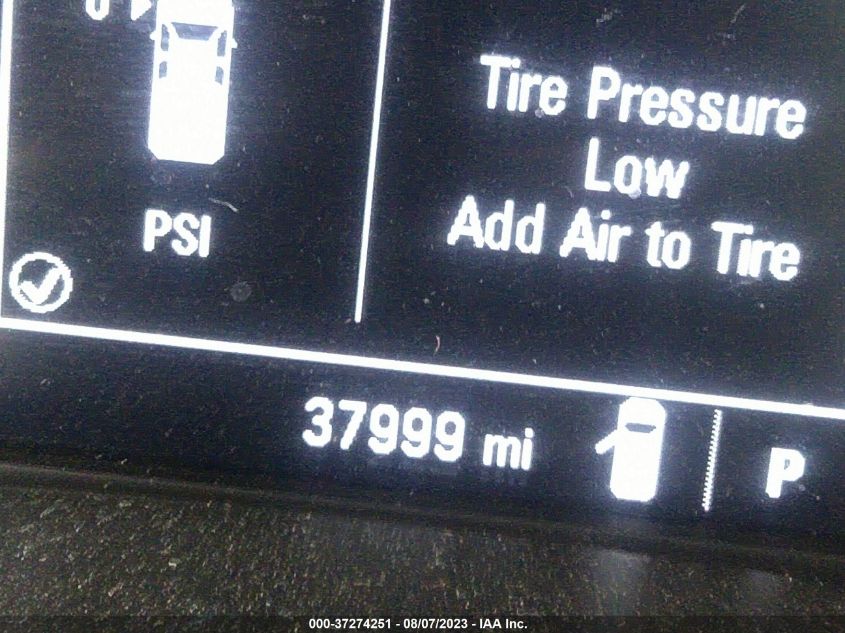 Tire Pressure
Low
Add Air to Tire
PSI
37999 mi
P
000-37274251 - 08/07/2023 - IAA Inc.